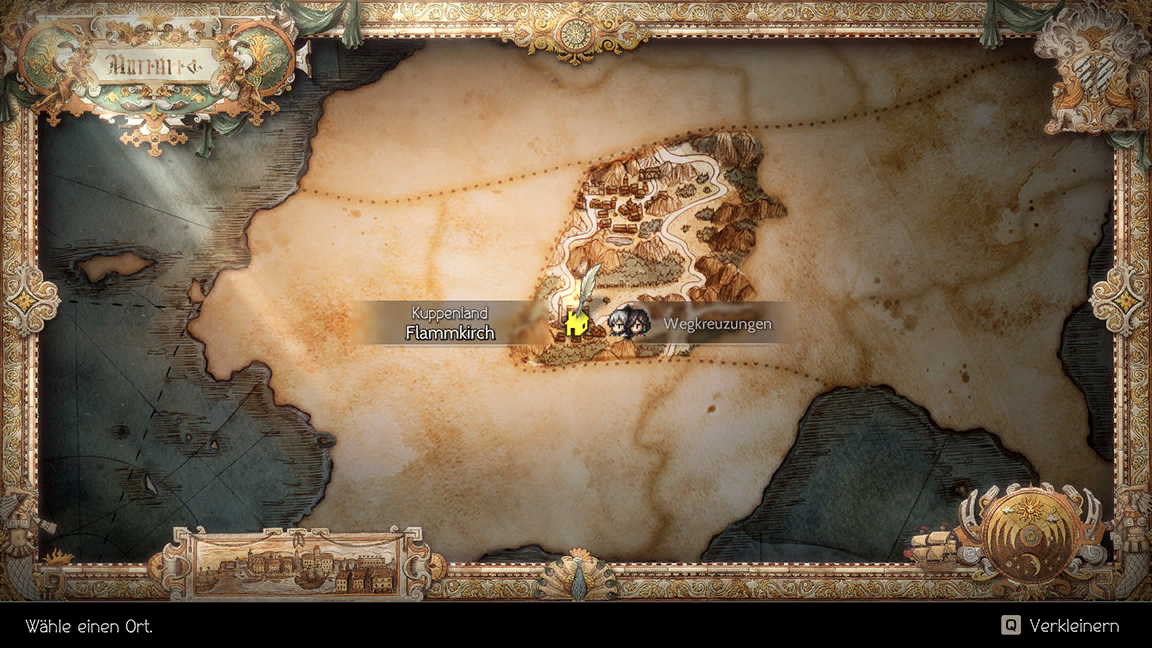 Kuppenland
Flammkirch
Wegkreuzungen
Wähle einen Ort.
Q Verkleinern